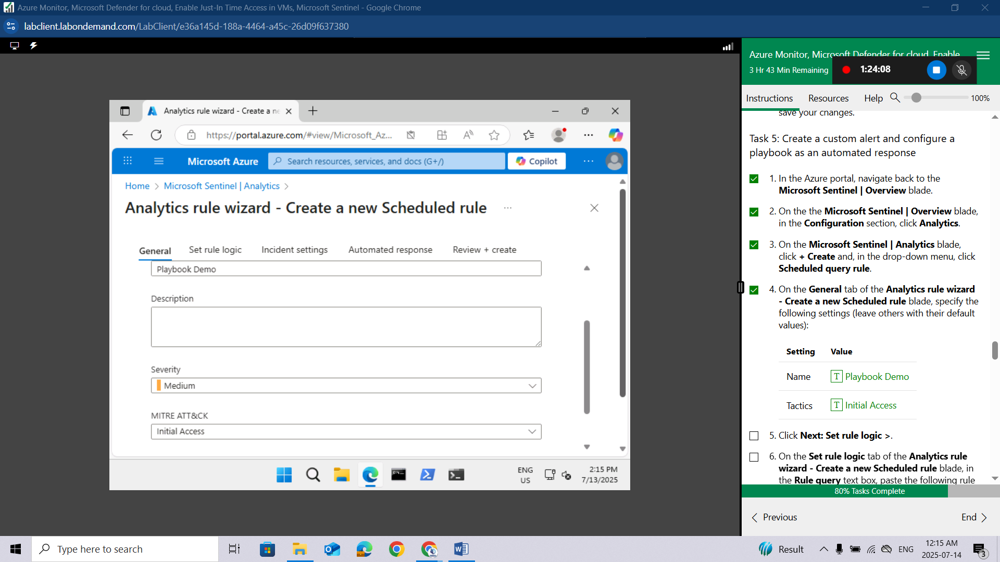 Azure Monitor, Microsoft Defender for cloud, Enable Just-In Time Access in VMs, Microsoft Sentinel - Google Chrome
labclient.labondemand.com/LabClient/e36a145d-188a-4464-a45c-26d09f637380
Analytics rule wizard - Create a ne
https://portal.azure.com/#view/Microsoft_Az...
Microsoft Azure
Search resources, services, and docs (G+/)
Copilot
Home > Microsoft Sentinel | Analytics >
Analytics rule wizard - Create a new Scheduled rule
General
Set rule logic
Incident settings
Automated response
Review + create
Playbook Demo
Description
Severity
Medium
MITRE ATT&CK
Initial Access
ENG
US
2:15 PM
7/13/2025
Azure Monitor, Microsoft Defender for cloud, Enable
3 Hr 43 Min Remaining
1:24:08
Instructions
Resources
Help
100%
save your changes.
Task 5: Create a custom alert and configure a
playbook as an automated response
1. In the Azure portal, navigate back to the
Microsoft Sentinel | Overview blade.
2. On the the Microsoft Sentinel | Overview blade,
in the Configuration section, click Analytics.
3. On the Microsoft Sentinel | Analytics blade,
click + Create and, in the drop-down menu, click
Scheduled query rule.
4. On the General tab of the Analytics rule wizard
- Create a new Scheduled rule blade, specify the
following settings (leave others with their default
values):
Setting Value
Name T Playbook Demo
Tactics T Initial Access
5. Click Next: Set rule logic >.
6. On the Set rule logic tab of the Analytics rule
wizard - Create a new Scheduled rule blade, in
the Rule query text box, paste the following rule
80% Tasks Complete
Previous
End
Type here to search
Result
ENG
12:15 AM
2025-07-14
3